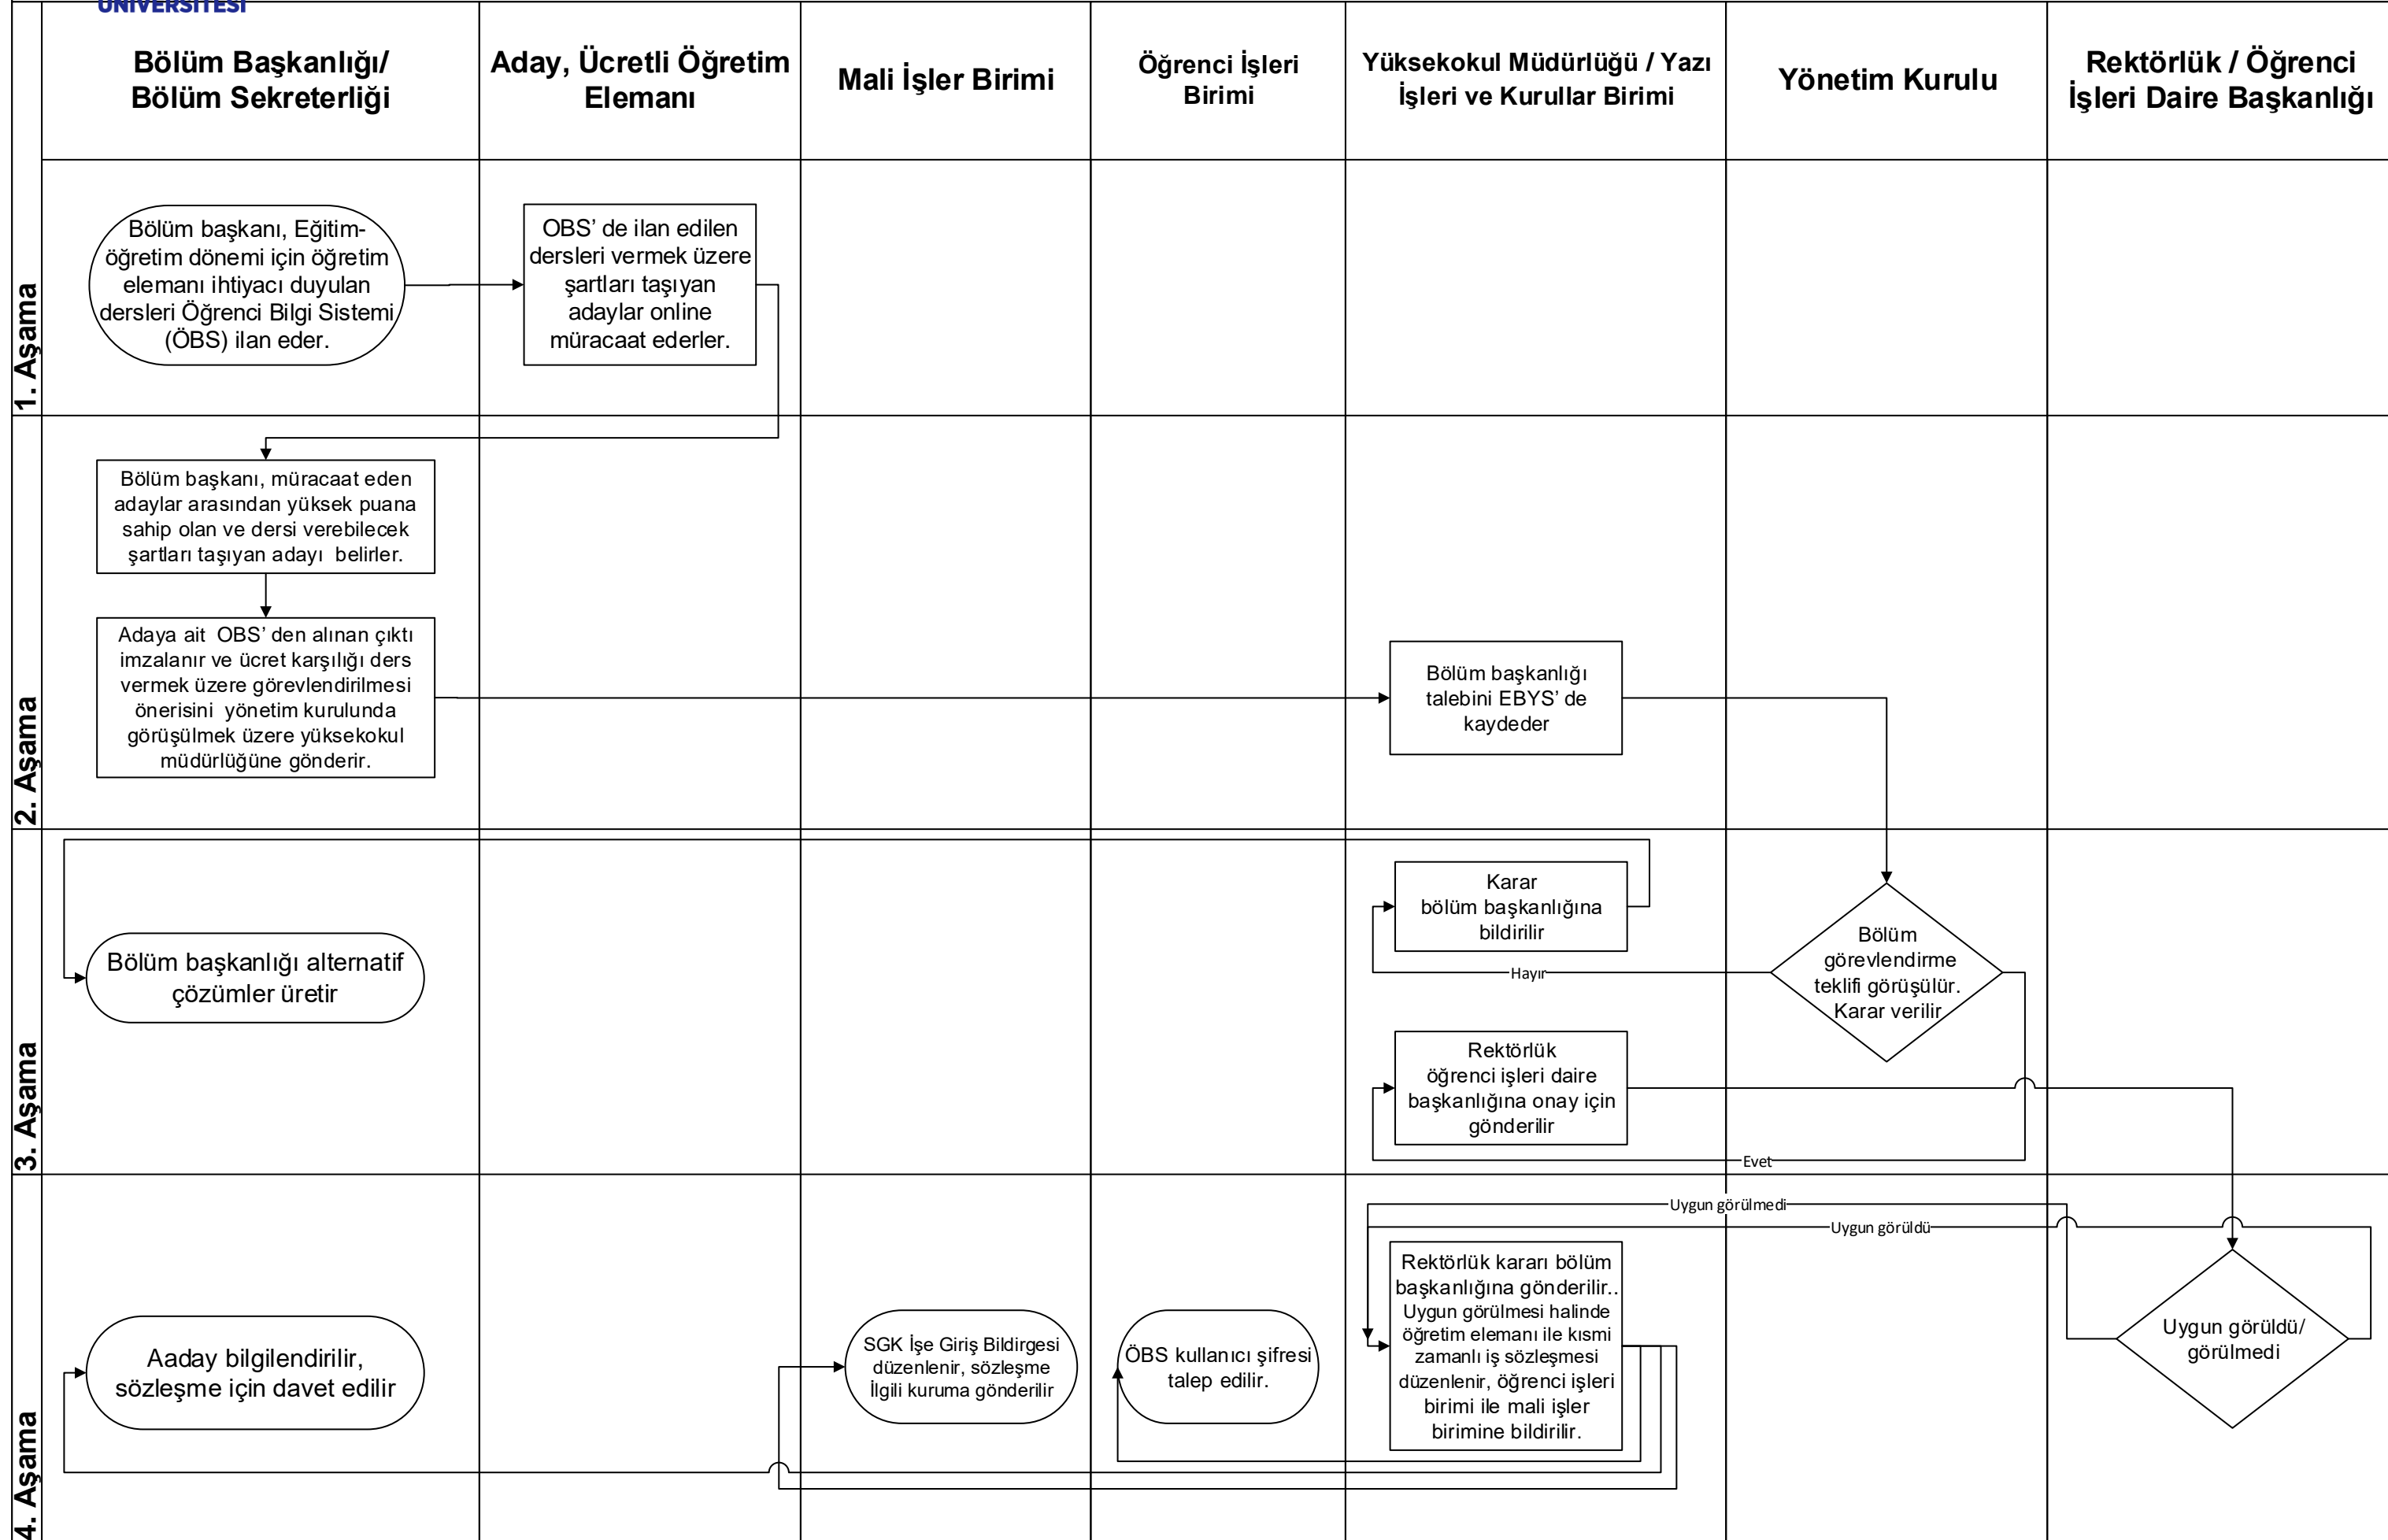 ÜNİVERSİTESİ
Bölüm Başkanlığı/
Bölüm Sekreterliği
Aday, Ücretli Öğretim
Elemanı
Mali İşler Birimi
Öğrenci İşleri
Birimi
Yüksekokul Müdürlüğü / Yazı
İşleri ve Kurullar Birimi
Yönetim Kurulu
Rektörlük / Öğrenci
İşleri Daire Başkanlığı
1. Aşama
Bölüm başkanı, Eğitim-
öğretim dönemi için öğretim
elemanı ihtiyacı duyulan
dersleri Öğrenci Bilgi Sistemi
(ÖBS) ilan eder.
OBS’ de ilan edilen
dersleri vermek üzere
şartları taşıyan
adaylar online
müracaat ederler.
2. Aşama
Bölüm başkanı, müracaat eden
adaylar arasından yüksek puana
sahip olan ve dersi verebilecek
şartları taşıyan adayı belirler.
Adaya ait OBS’ den alınan çıktı
imzalanır ve ücret karşılığı ders
vermek üzere görevlendirilmesi
önerisini yönetim kurulunda
görüşülmek üzere yüksekokul
müdürlüğüne gönderir.
Bölüm başkanlığı
talebini EBYS’ de
kaydeder
3. Aşama
Bölüm başkanlığı alternatif
çözümler üretir
Karar
bölüm başkanlığına
bildirilir
Hayır
Bölüm
görevlendirme
teklifi görüşülür.
Karar verilir
Rektörlük
öğrenci işleri daire
başkanlığına onay için
gönderilir
Evet
4. Aşama
Uygun görülmedi
Uygun görüldü
Aaday bilgilendirilir,
sözleşme için davet edilir
SGK İşe Giriş Bildirgesi
düzenlenir, sözleşme
İlgili kuruma gönderilir
ÖBS kullanıcı şifresi
talep edilir.
Rektörlük kararı bölüm
başkanlığına gönderilir..
Uygun görülmesi halinde
öğretim elemanı ile kısmi
zamanlı iş sözleşmesi
düzenlenir, öğrenci işleri
birimi ile mali işler
birimine bildirilir.
Uygun görüldü/
görülmedi